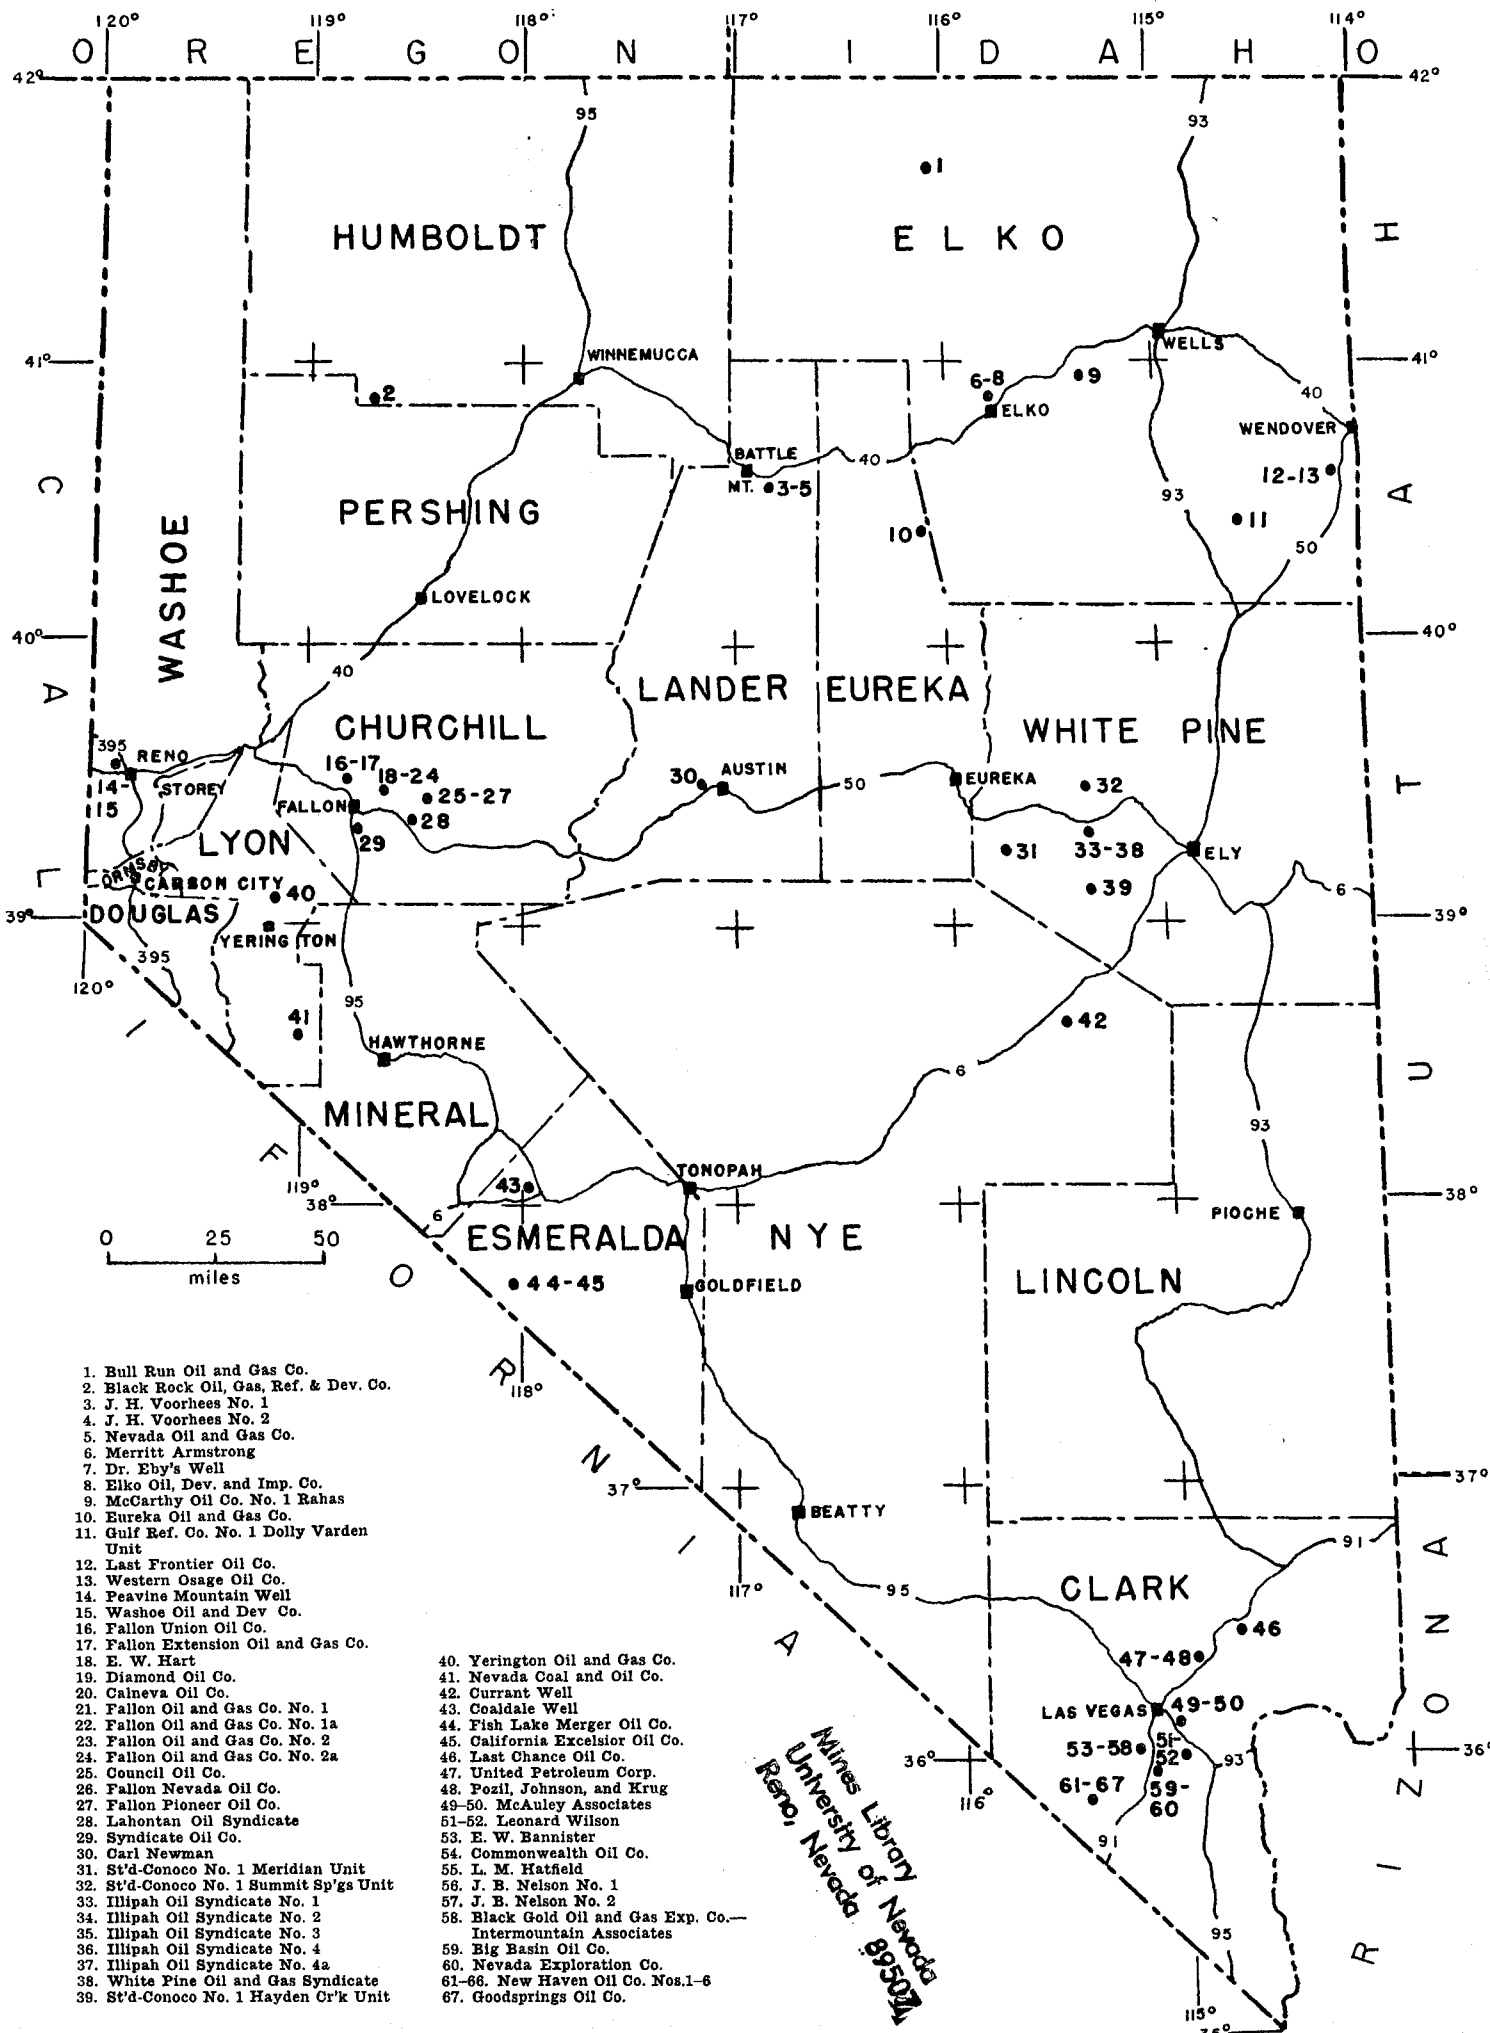 120° 119° 118° 117° 116° 115° 114°
O R E G O N I D A H O
42° 42°
95 93
1
HUMBOLDT ELKO
H
41° WINNEMUCCA WELLS 41°
2 6-8 9 40
ELKO
WENDOVER
BATTLE
MT. 3-5 40 12-13
C 93 A
PERSHING 10 11
50
WASHOE
LOVELOCK
40° 40°
40
A LANDER EUREKA
CHURCHILL WHITE PINE
395 RENO 16-17 AUSTIN
14-
15 STOREY 18-24 30 50 EUREKA 32 T
FALLON 25-27
28
LYON 29 31 33-38 ELY
L ORMSBY
CARSON CITY 40 39 6
39° DOUGLAS 39°
YERINGTON
395
120° 95
I 41 42
HAWTHORNE 6 U
MINERAL 93
F
TONOPAH
119° 38° 43 38°
6 PIOCHE
0 25 50 ESMERALDA NYE
miles O 44-45 GOLDFIELD LINCOLN
R 118°
N 37° 37°
BEATTY
I 91 A
117° 95 CLARK
A 46 N
47-48
LAS VEGAS 49-50 O
53-58 51-
52
36° 93 36°
61-67 59-
60 Z
116°
91
I
95
R
115°
35°
1. Bull Run Oil and Gas Co.
2. Black Rock Oil, Gas, Ref. & Dev. Co.
3. J. H. Voorhees No. 1
4. J. H. Voorhees No. 2
5. Nevada Oil and Gas Co.
6. Merritt Armstrong
7. Dr. Eby's Well
8. Elko Oil, Dev. and Imp. Co.
9. McCarthy Oil Co. No. 1 Rahas
10. Eureka Oil and Gas Co.
11. Gulf Ref. Co. No. 1 Dolly Varden
Unit
12. Last Frontier Oil Co.
13. Western Osage Oil Co.
14. Peavine Mountain Well
15. Washoe Oil and Dev Co.
16. Fallon Union Oil Co.
17. Fallon Extension Oil and Gas Co.
18. E. W. Hart
19. Diamond Oil Co.
20. Calneva Oil Co.
21. Fallon Oil and Gas Co. No. 1
22. Fallon Oil and Gas Co. No. 1a
23. Fallon Oil and Gas Co. No. 2
24. Fallon Oil and Gas Co. No. 2a
25. Council Oil Co.
26. Fallon Nevada Oil Co.
27. Fallon Pioneer Oil Co.
28. Lahontan Oil Syndicate
29. Syndicate Oil Co.
30. Carl Newman
31. St'd-Conoco No. 1 Meridian Unit
32. St'd-Conoco No. 1 Summit Sp'gs Unit
33. Illipah Oil Syndicate No. 1
34. Illipah Oil Syndicate No. 2
35. Illipah Oil Syndicate No. 3
36. Illipah Oil Syndicate No. 4
37. Illipah Oil Syndicate No. 4a
38. White Pine Oil and Gas Syndicate
39. St'd-Conoco No. 1 Hayden Cr'k Unit
40. Yerington Oil and Gas Co.
41. Nevada Coal and Oil Co.
42. Currant Well
43. Coaldale Well
44. Fish Lake Merger Oil Co.
45. California Excelsior Oil Co.
46. Last Chance Oil Co.
47. United Petroleum Corp.
48. Pozil, Johnson, and Krug
49–50. McAuley Associates
51–52. Leonard Wilson
53. E. W. Bannister
54. Commonwealth Oil Co.
55. L. M. Hatfield
56. J. B. Nelson No. 1
57. J. B. Nelson No. 2
58. Black Gold Oil and Gas Exp. Co.—
Intermountain Associates
59. Big Basin Oil Co.
60. Nevada Exploration Co.
61–66. New Haven Oil Co. Nos.1–6
67. Goodsprings Oil Co.
Mines Library
University of Nevada
Reno, Nevada